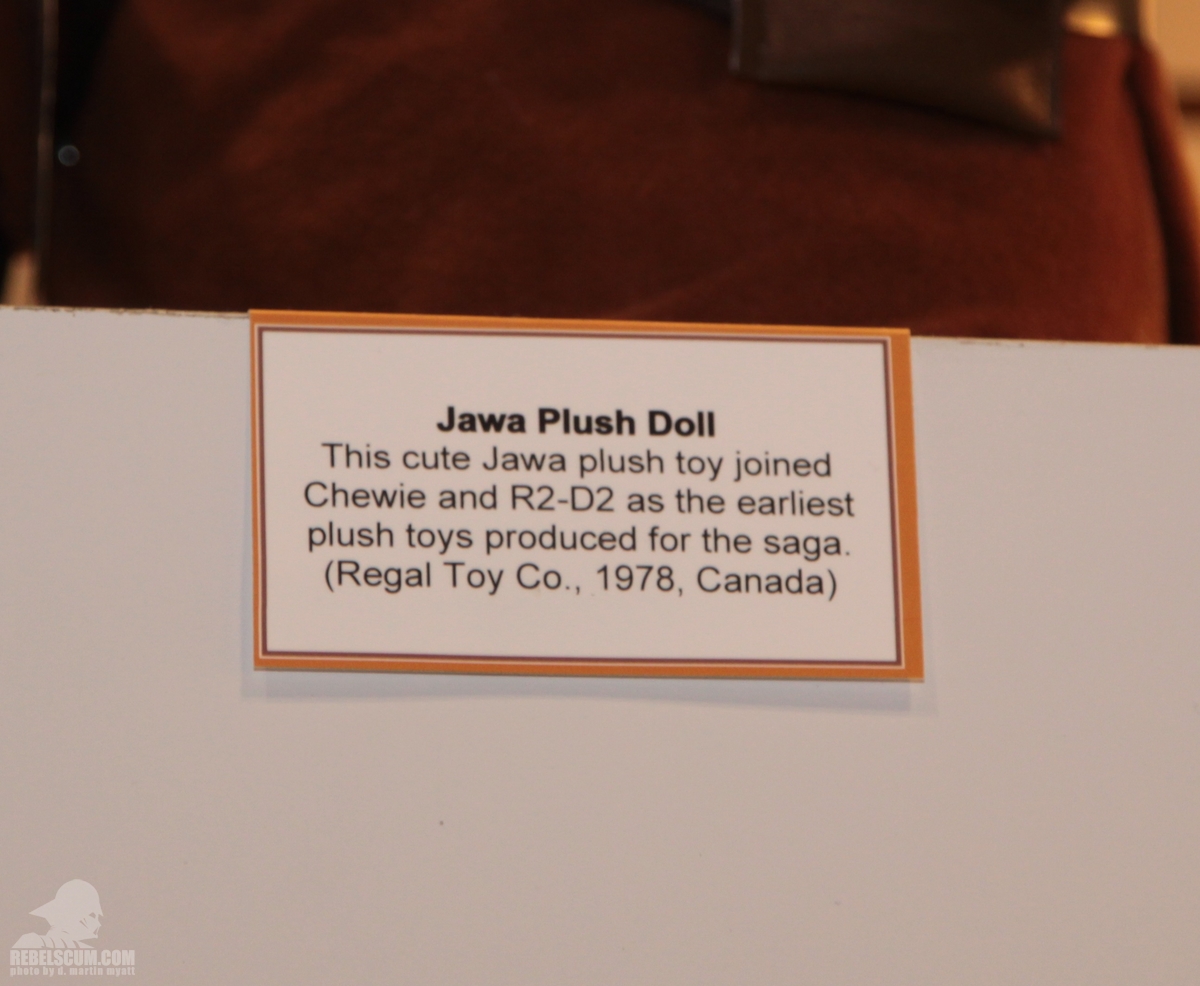 Jawa Plush Doll
This cute Jawa plush toy joined
Chewie and R2-D2 as the earliest
plush toys produced for the saga.
(Regal Toy Co., 1978, Canada)
REBELSCUM.COM
photo by d. martin myatt